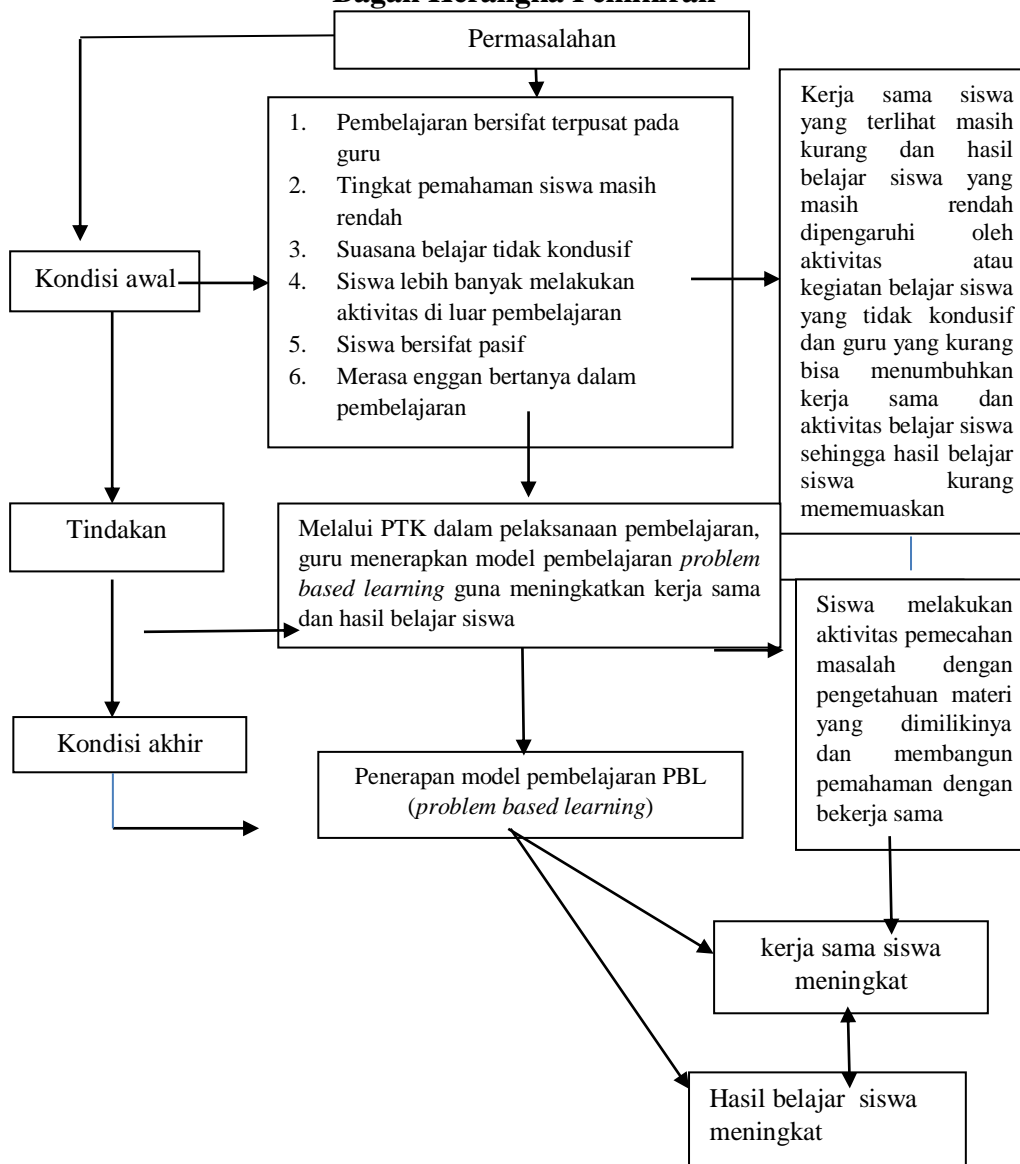 Bagan Kerangka Pemikiran
Permasalahan
1. Pembelajaran bersifat terpusat pada
guru
2. Tingkat pemahaman siswa masih
rendah
3. Suasana belajar tidak kondusif
4. Siswa lebih banyak melakukan
aktivitas di luar pembelajaran
5. Siswa bersifat pasif
6. Merasa enggan bertanya dalam
pembelajaran
Kerja sama siswa
yang terlihat masih
kurang dan hasil
belajar siswa yang
masih rendah
dipengaruhi oleh
aktivitas atau
kegiatan belajar siswa
yang tidak kondusif
dan guru yang kurang
bisa menumbuhkan
kerja sama dan
aktivitas belajar siswa
sehingga hasil belajar
siswa kurang
mememuaskan
Kondisi awal
Tindakan
Melalui PTK dalam pelaksanaan pembelajaran,
guru menerapkan model pembelajaran problem
based learning guna meningkatkan kerja sama
dan hasil belajar siswa
Siswa melakukan
aktivitas pemecahan
masalah dengan
pengetahuan materi
yang dimilikinya
dan membangun
pemahaman dengan
bekerja sama
Kondisi akhir
Penerapan model pembelajaran PBL
(problem based learning)
kerja sama siswa
meningkat
Hasil belajar siswa
meningkat